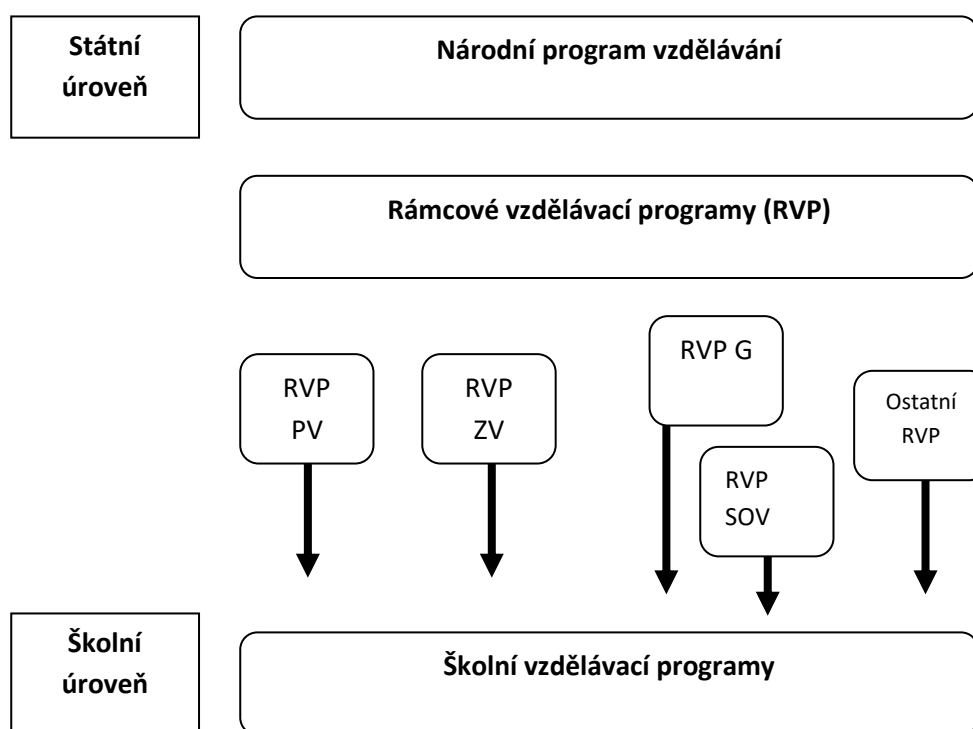 Státní
úroveň
Národní program vzdělávání
Rámcové vzdělávací programy (RVP)
RVP
PV
RVP
ZV
RVP G
RVP
SOV
Ostatní
RVP
Školní
úroveň
Školní vzdělávací programy